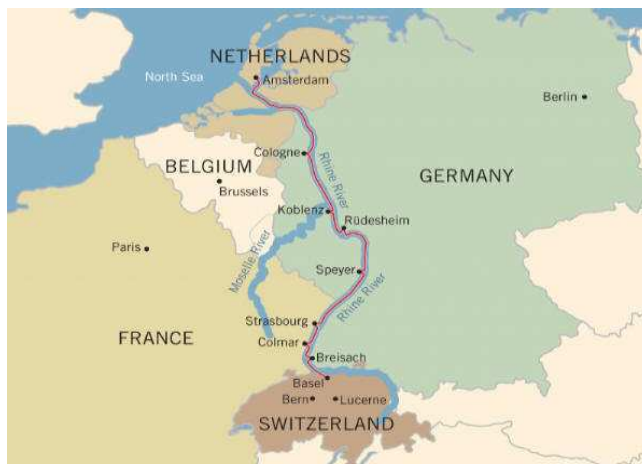 NETHERLANDS
North Sea
Amsterdam
Berlin
Cologne
Rhine River
BELGIUM
GERMANY
Brussels
Koblenz
Rüdesheim
Paris
Moselle River
Speyer
Rhine River
Strasbourg
FRANCE
Colmar
Breisach
Basel
Bern
Lucerne
SWITZERLAND